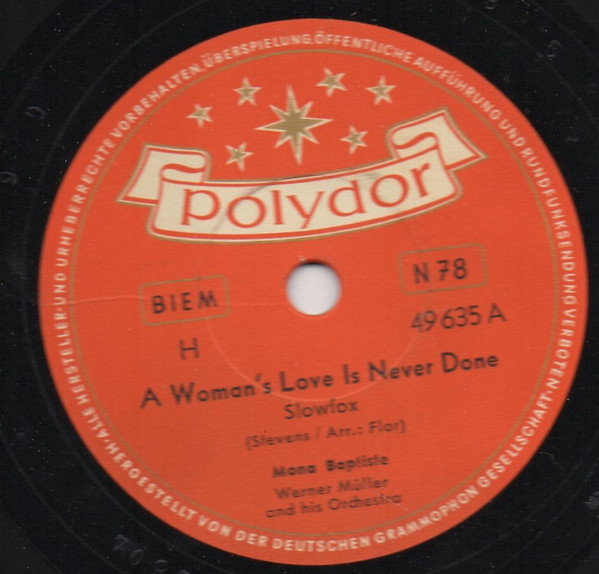 ALLE HERSTELLER- UND URHEBERRECHTE VORBEHALTEN. ÜBERSPIELUNG, ÖFFENTLICHE AUFFÜHRUNG UND RUNDFUNKSENDUNG VERBOTEN.
polydor
BIEM
N 78
H
49 635 A
A Woman's Love Is Never Done
Slowfox
(Stevens / Arr.: Flor)
Mona Baptiste
Werner Müller
and his Orchestra
HERGESTELLT VON DER DEUTSCHEN GRAMMOPHON GESELLSCHAFT